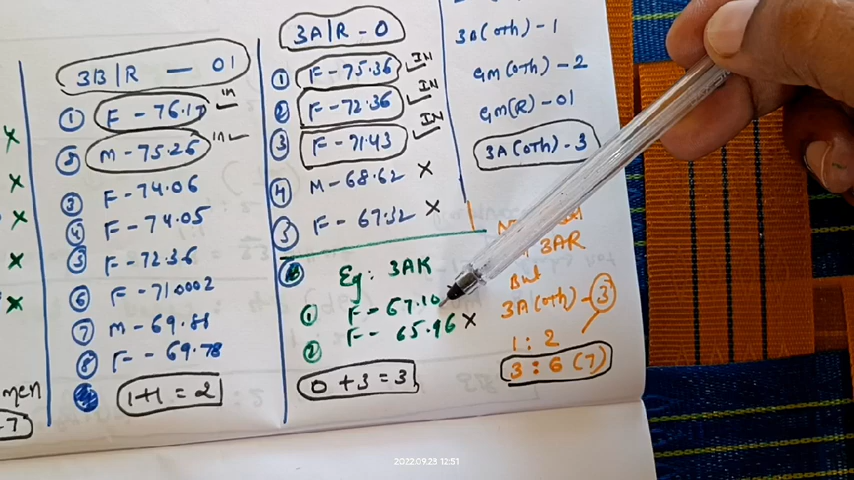 3B|R — 01
① F - 76.17 in ✓
⑤ M - 75.25 in ✓
③ F - 74.06
④ F - 74.05
⑤ F - 72.36
⑥ F - 71.0002
⑦ M - 69.81
⑧ F - 69.78
1+1 = 2
men
-7
3A|R - 0
① F - 75.36 IN ✓
② F - 72.36 IN ✓
③ F - 71.43 IN ✓
④ M - 68.62 X
⑤ F - 67.32 X
Eg: 3AK
① F - 67.10
② F - 65.96 X
0 + 3 = 3
3A(oth) - 1
GM(oth) - 2
GM(R) - 01
3A(oth) - 3
3AR
But
3A(oth) - 3
1 : 2
3 : 6 (7)
2022.09.23 12:51